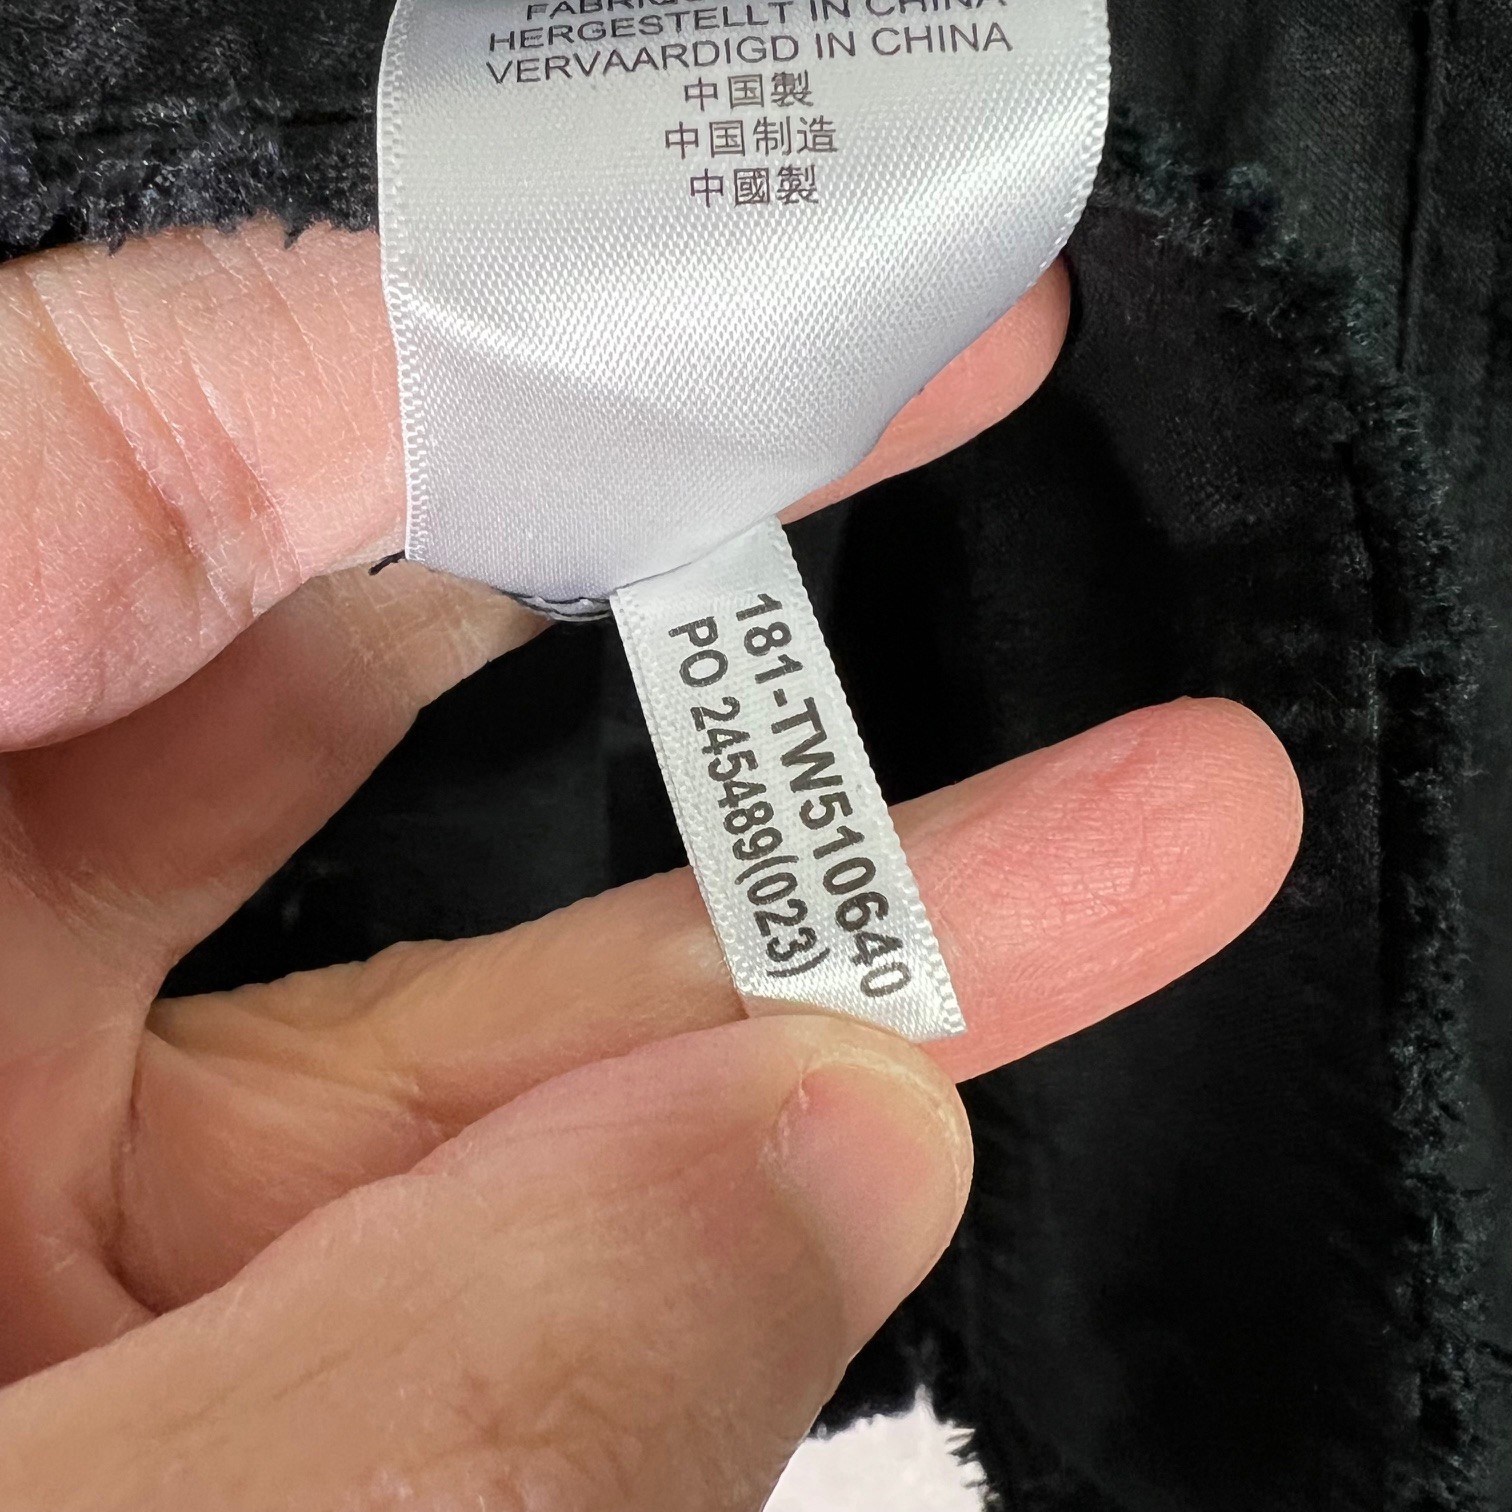 HERGESTELLT IN CHINA
VERVAARDIGD IN CHINA
中国製
中国制造
中國製
181-TW510640
PO 245489(023)